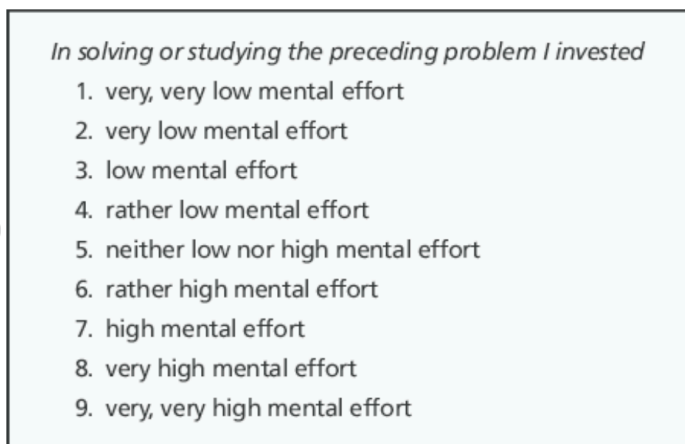 In solving or studying the preceding problem I invested
1. very, very low mental effort
2. very low mental effort
3. low mental effort
4. rather low mental effort
5. neither low nor high mental effort
6. rather high mental effort
7. high mental effort
8. very high mental effort
9. very, very high mental effort